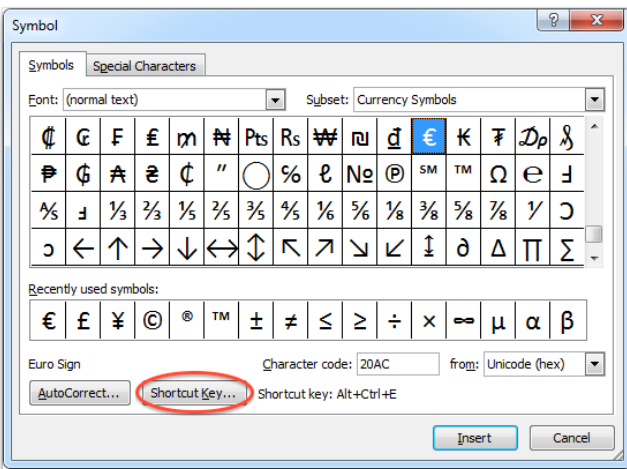 Symbol
Symbols Special Characters
Font: (normal text) Subset: Currency Symbols
₡ ₢ ₣ ₤ ₥ ₦ ₧ ₨ ₩ ₪ ₫ € ₭ ₮ ₯ ₰
₱ ₲ ₳ ₴ ₵ ″ ⃝ ℅ ℓ № ℗ ℠ ™ Ω ℮ Ⅎ
⅍ ⅎ ⅓ ⅔ ⅕ ⅖ ⅗ ⅘ ⅙ ⅚ ⅛ ⅜ ⅝ ⅞ ⅟ Ↄ
ↄ ← ↑ → ↓ ↔ ↕ ↖ ↗ ↘ ↙ ↨ ∂ ∆ ∏ ∑
Recently used symbols:
€ £ ¥ © ® ™ ± ≠ ≤ ≥ ÷ × ∞ µ α β
Euro Sign Character code: 20AC from: Unicode (hex)
AutoCorrect... Shortcut Key... Shortcut key: Alt+Ctrl+E
Insert Cancel